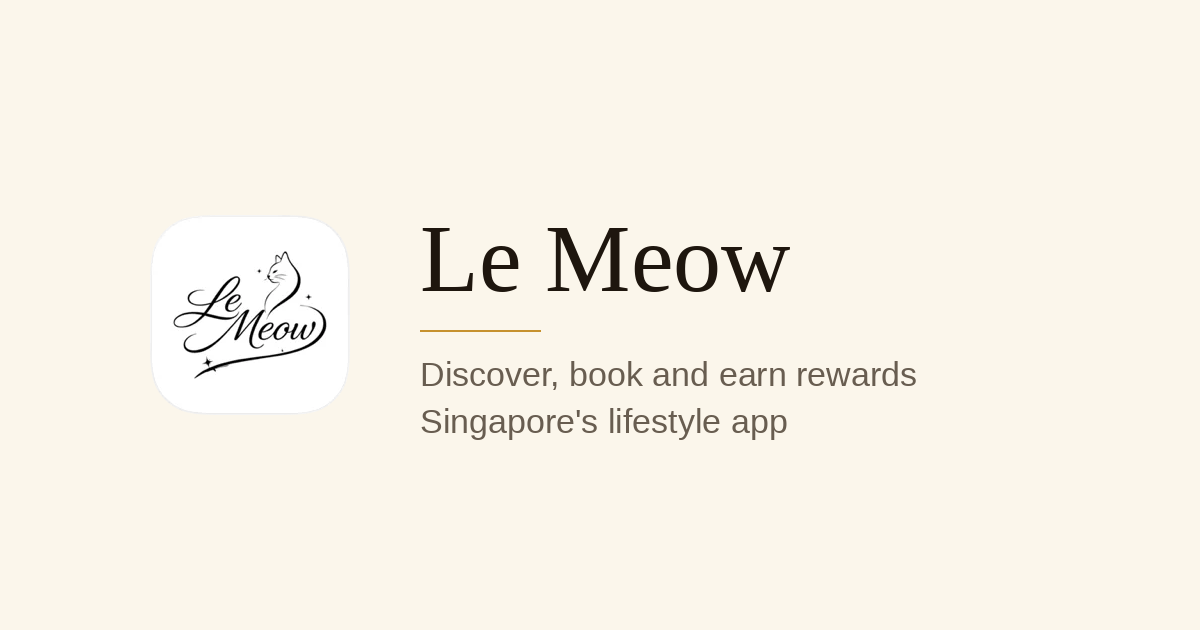 Le
Meow
Le Meow
Discover, book and earn rewards
Singapore's lifestyle app